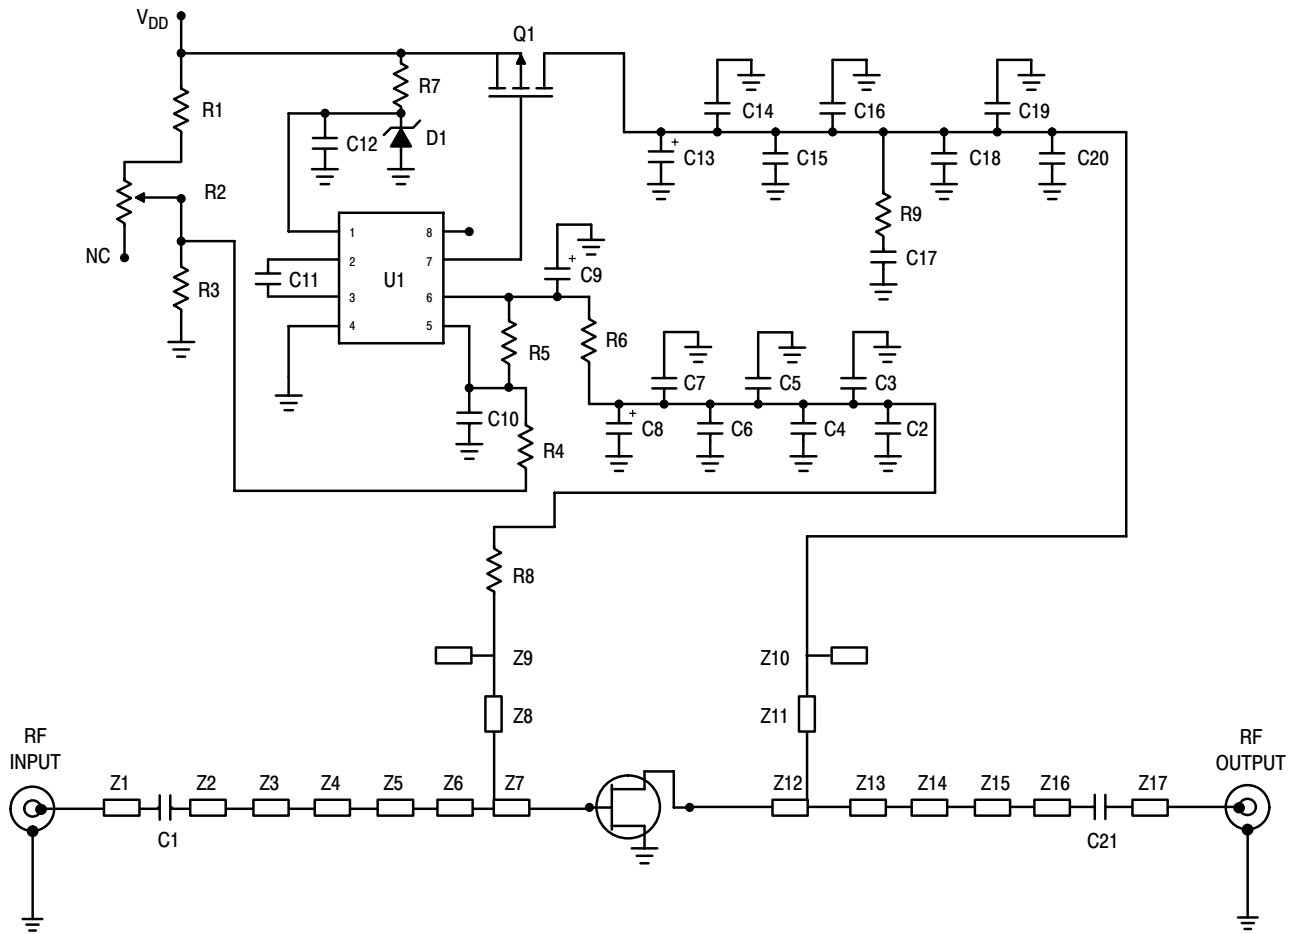 VDD
Q1
R7
R1
C12
D1
C14
C16
C19
C13
C15
C18
C20
R2
R9
NC
1
8
C17
2
7
C11
U1
C9
R3
3
6
4
5
R5
R6
C7
C5
C3
C10
C8
C6
C4
C2
R4
R8
Z9
Z10
Z8
Z11
RF
INPUT
RF
OUTPUT
Z1
Z2
Z3
Z4
Z5
Z6
Z7
Z12
Z13
Z14
Z15
Z16
Z17
C1
C21